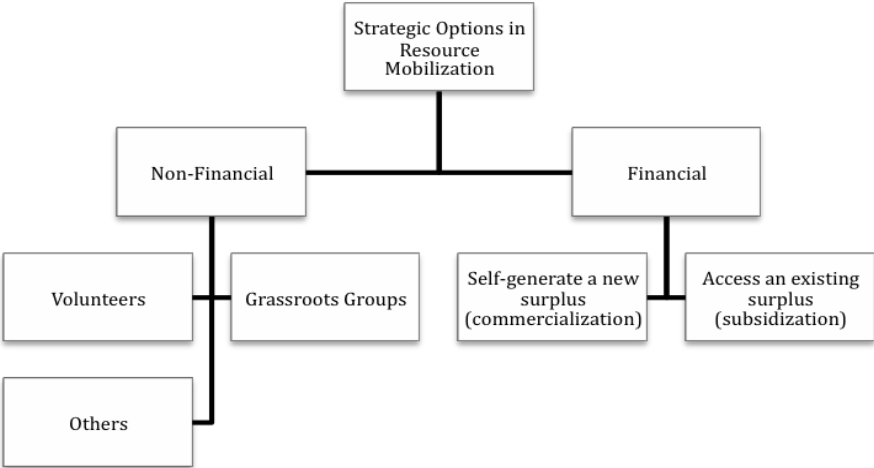 Strategic Options in
Resource
Mobilization
Non-Financial
Financial
Volunteers
Grassroots Groups
Self-generate a new
surplus
(commercialization)
Access an existing
surplus
(subsidization)
Others